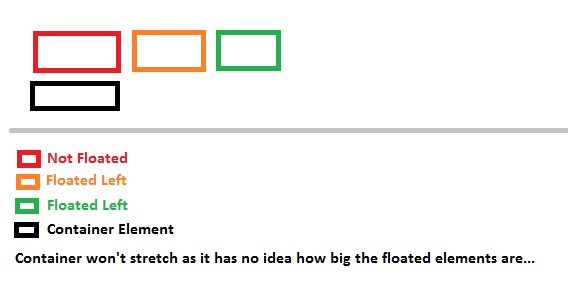 Not Floated
Floated Left
Floated Left
Container Element
Container won't stretch as it has no idea how big the floated elements are...